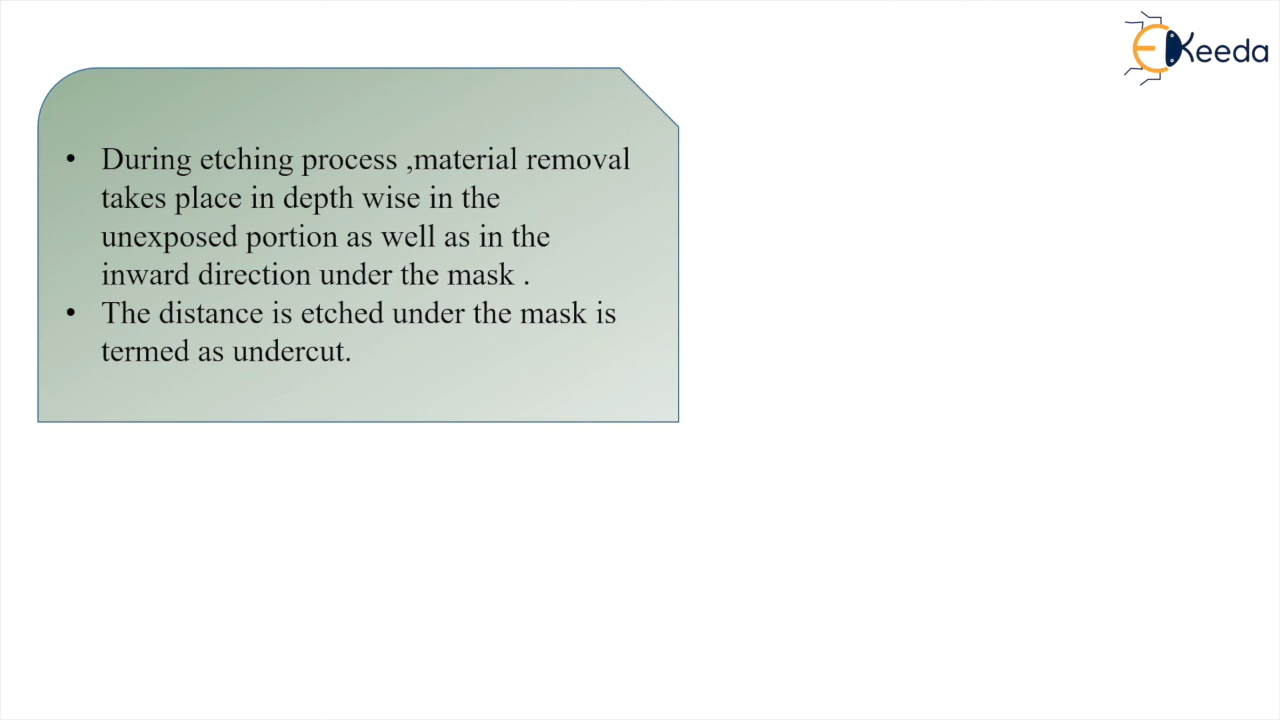 EKeeda
• During etching process ,material removal
takes place in depth wise in the
unexposed portion as well as in the
inward direction under the mask .
• The distance is etched under the mask is
termed as undercut.